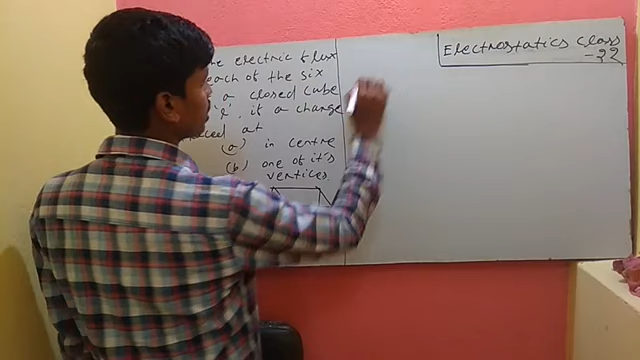 electric flux
each of the six
a closed cube
'l', if a charge
placed at
(a) in centre
(b) one of it's
vertices.
Electrostatics Class
-22